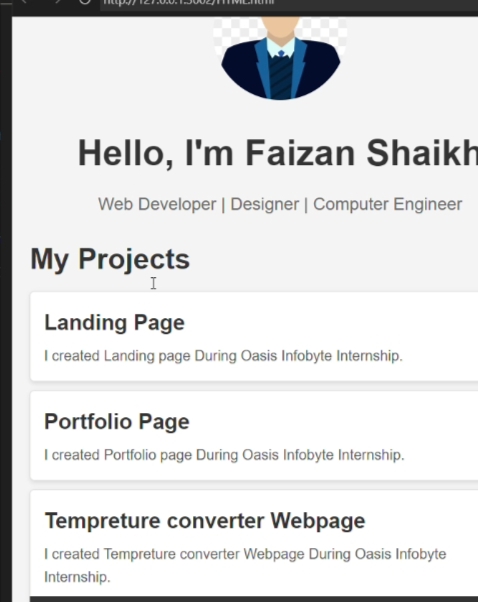 http://127.0.0.1:3002/HTML.html
Hello, I'm Faizan Shaikh
Web Developer | Designer | Computer Engineer
My Projects
Landing Page
I created Landing page During Oasis Infobyte Internship.
Portfolio Page
I created Portfolio page During Oasis Infobyte Internship.
Tempreture converter Webpage
I created Tempreture converter Webpage During Oasis Infobyte
Internship.